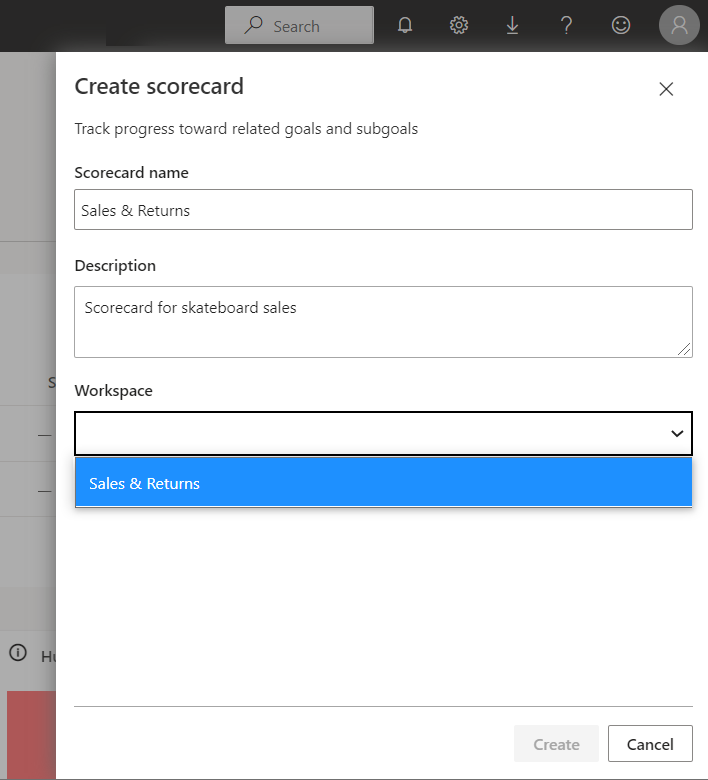 Search
Create scorecard
Track progress toward related goals and subgoals
Scorecard name
Sales & Returns
Description
Scorecard for skateboard sales
Workspace
Sales & Returns
Create
Cancel